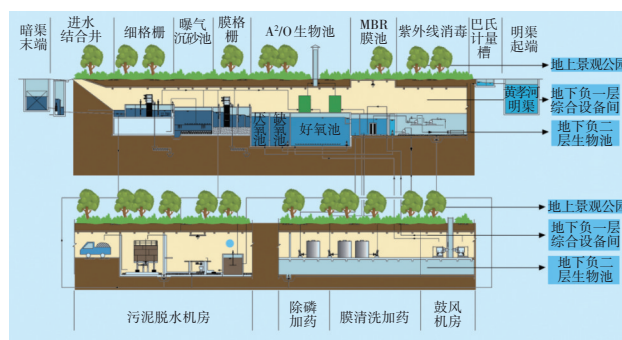 暗渠
末端
进水
结合井
细格栅
曝气
沉砂池
膜格
栅
A²/O生物池
MBR
膜池
紫外线消毒
巴氏
计量
槽
明渠
起端
地上景观公园
黄孝河
明渠
地下负一层
综合设备间
厌
氧
池
缺
氧
池
好氧池
地下负二
层生物池
地上景观公园
地下负一层
综合设备间
地下负二
层生物池
污泥脱水机房
除磷
加药
膜清洗加药
鼓风
机房